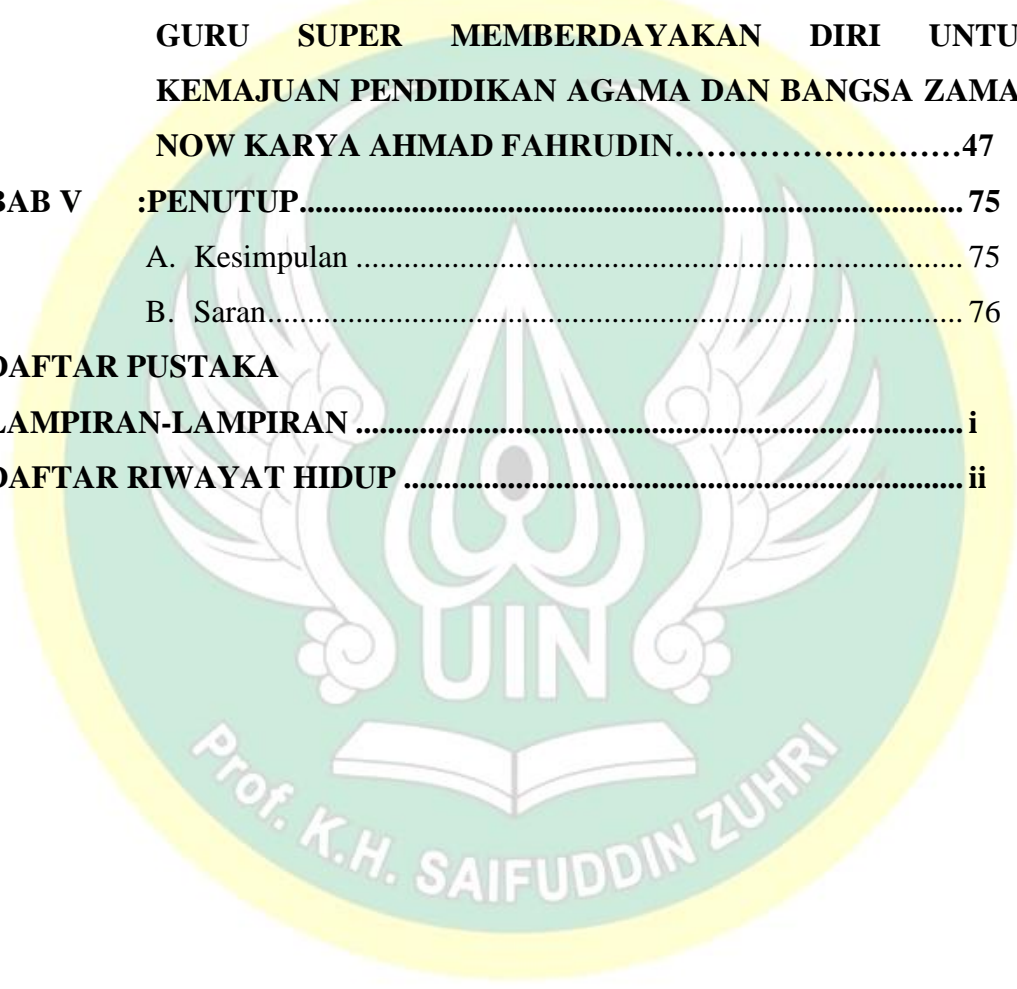 GURU SUPER MEMBERDAYAKAN DIRI UNTU
KEMAJUAN PENDIDIKAN AGAMA DAN BANGSA ZAMA
NOW KARYA AHMAD FAHRUDIN………………………47
BAB V :PENUTUP................................................................................... 75
A. Kesimpulan ............................................................................ 75
B. Saran....................................................................................... 76
DAFTAR PUSTAKA
LAMPIRAN-LAMPIRAN ............................................................................ i
DAFTAR RIWAYAT HIDUP ...................................................................... ii
UIN
Prof. K.H. SAIFUDDIN ZUHRI